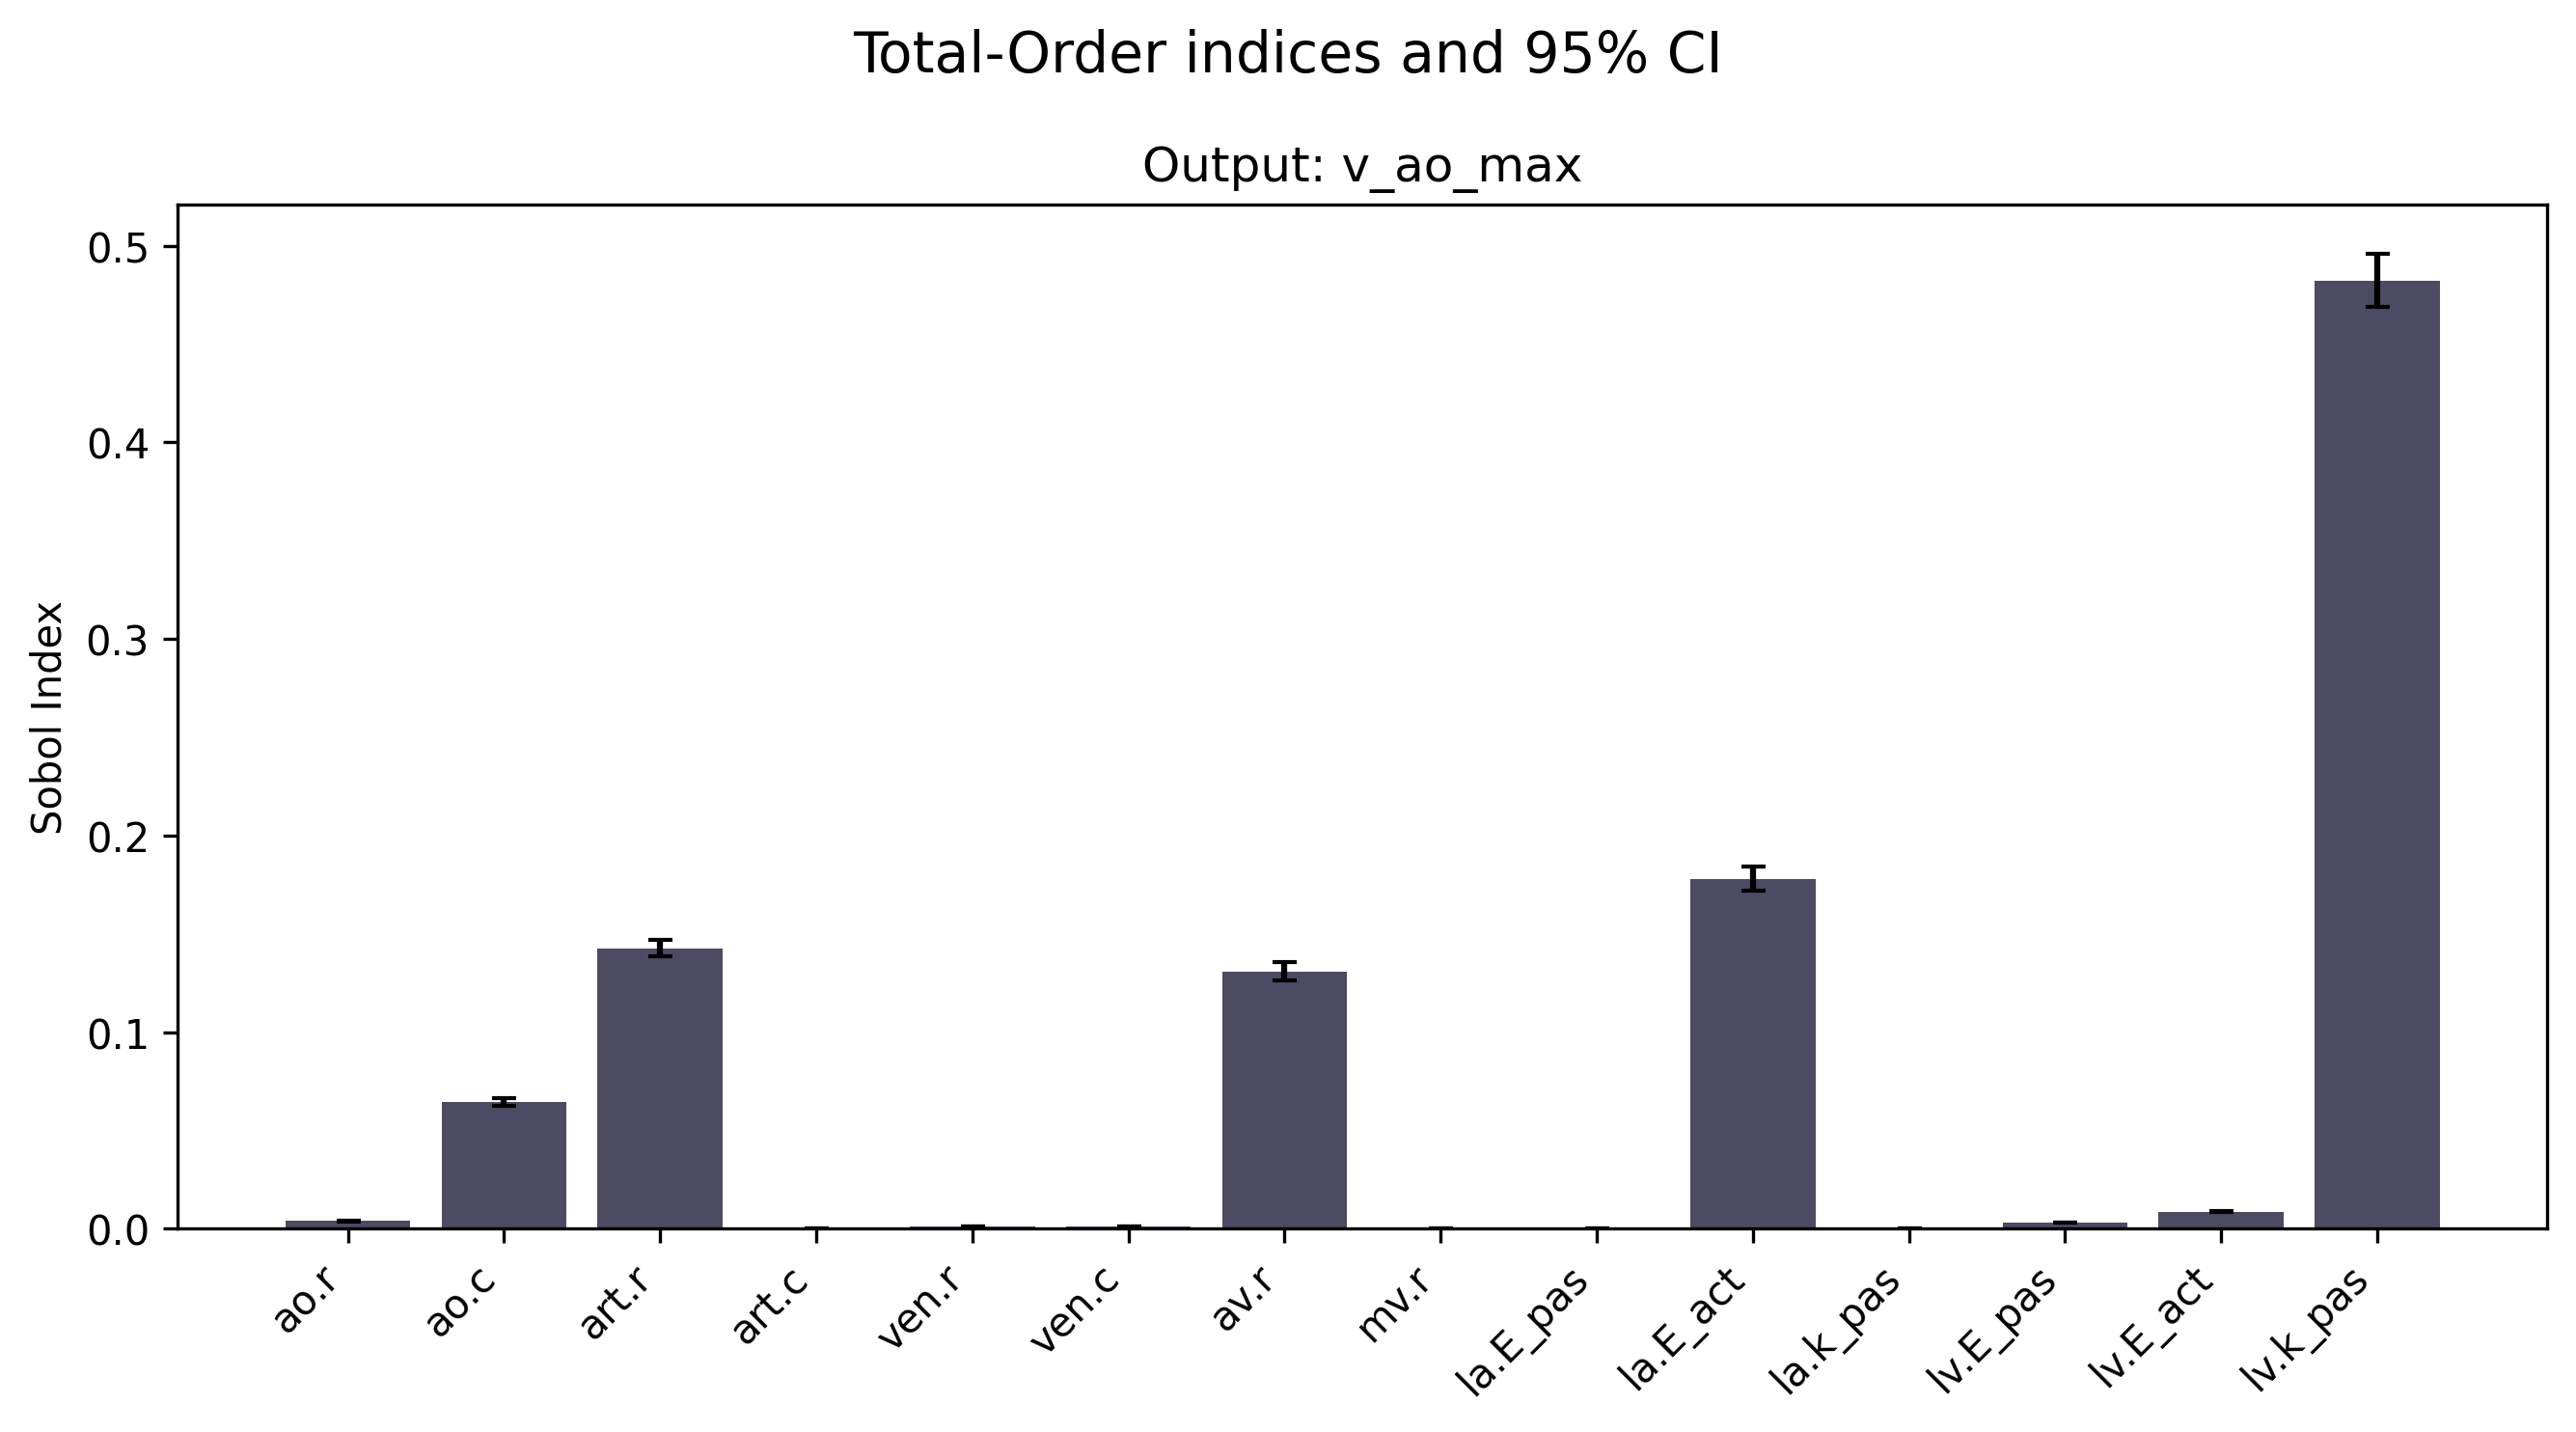 Total-Order indices and 95% CI
Output: v_ao_max
Sobol Index
0.5
0.4
0.3
0.2
0.1
0.0
ao.r
ao.c
art.r
art.c
ven.r
ven.c
av.r
mv.r
la.E_pas
la.E_act
la.k_pas
lv.E_pas
lv.E_act
lv.k_pas